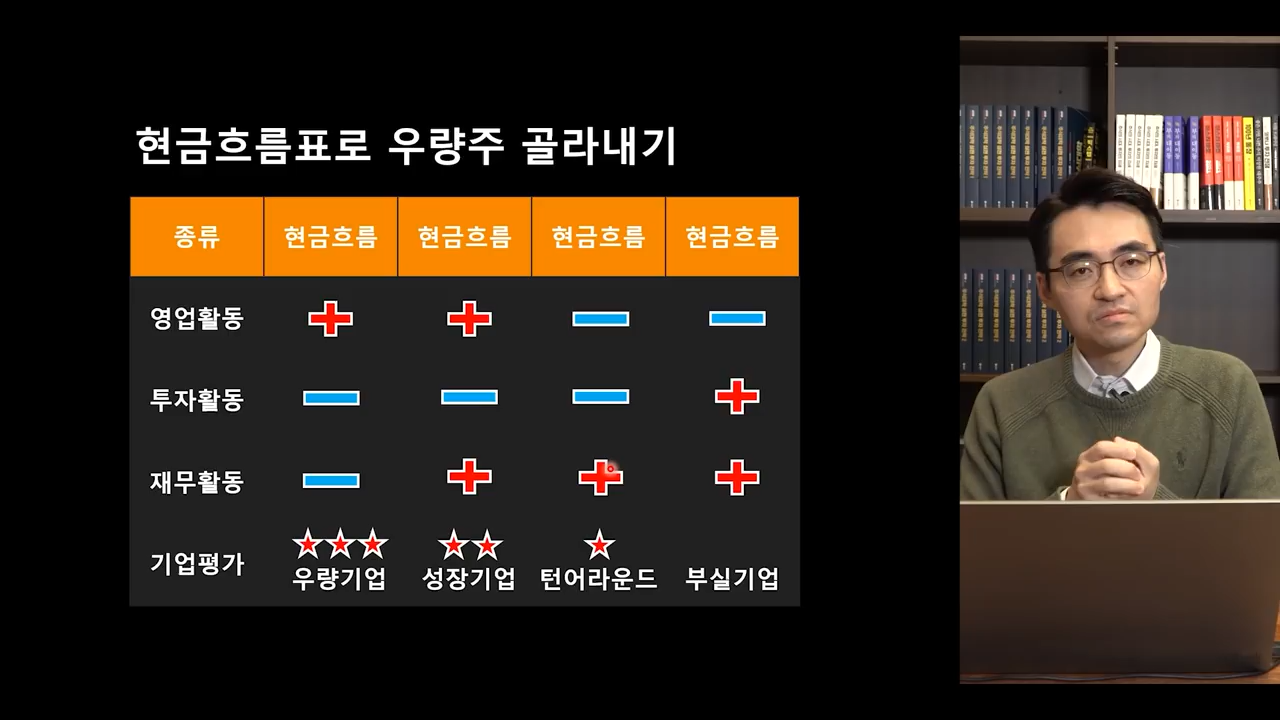 현금흐름표로 우량주 골라내기
종류 현금흐름 현금흐름 현금흐름 현금흐름
영업활동 + + - -
투자활동 - - - +
재무활동 - + + +
기업평가 ★★★ 우량기업 ★★ 성장기업 ★ 턴어라운드 부실기업